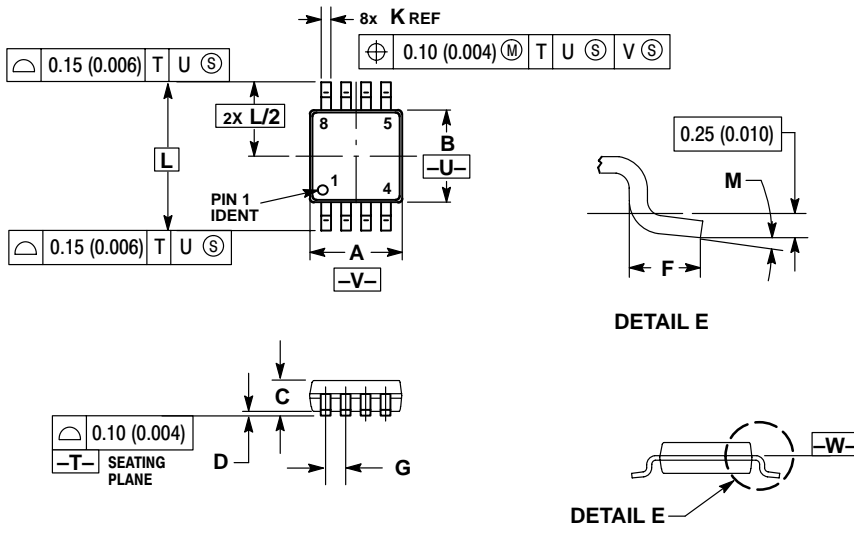 8x K REF
⌖ 0.10 (0.004) Ⓜ T U Ⓢ V Ⓢ
⌓ 0.15 (0.006) T U Ⓢ
2X L/2
8 5
B
–U–
L
PIN 1
IDENT
1
4
⌓ 0.15 (0.006) T U Ⓢ
A
–V–
0.25 (0.010)
M
F
DETAIL E
C
⌓ 0.10 (0.004)
–T– SEATING
PLANE
D
G
–W–
DETAIL E